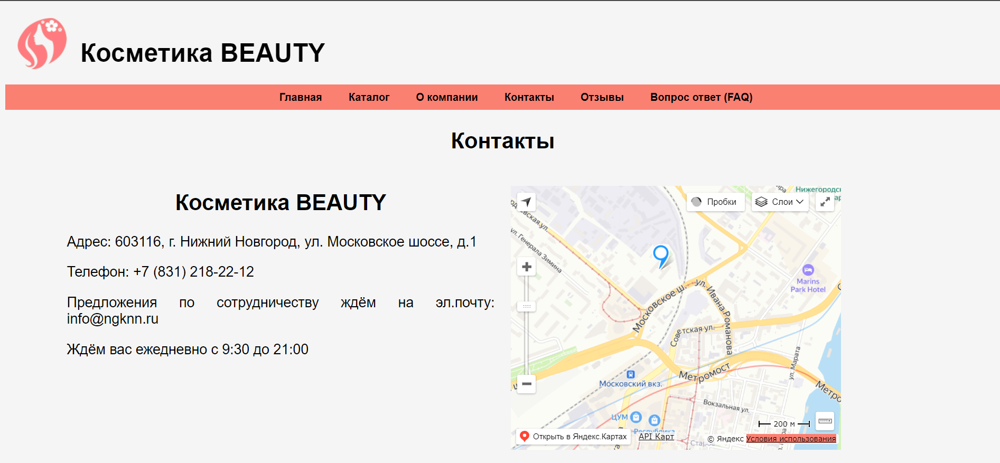 Косметика BEAUTY
Главная Каталог О компании Контакты Отзывы Вопрос ответ (FAQ)
Контакты
Косметика BEAUTY
Адрес: 603116, г. Нижний Новгород, ул. Московское шоссе, д.1
Телефон: +7 (831) 218-22-12
Предложения по сотрудничеству ждём на эл.почту:
info@ngknn.ru
Ждём вас ежедневно с 9:30 до 21:00
Пробки
Слои
ул. Генерала Зимина
Marins
Park Hotel
Московское ш.
ул. Ивана Романова
Советская ул.
ул. Марата
Метромост
Московский вкз.
Вокзальная ул.
ЦУМ
Республика
200 м
Открыть в Яндекс.Картах
API Карт
© Яндекс Условия использования